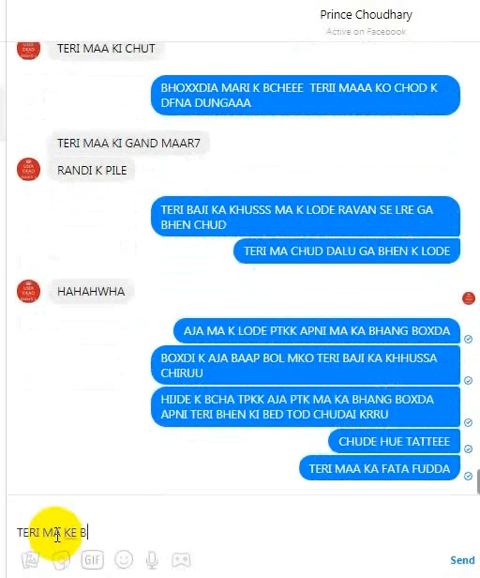 Prince Choudhary
Active on Facebook
TERI MAA KI CHUT
BHOXXDIA MARI K BCHEEE TERII MAAA KO CHOD K
DFNA DUNGAAA
TERI MAA KI GAND MAAR7
RANDI K PILE
TERI BAJI KA KHUSSS MA K LODE RAVAN SE LRE GA
BHEN CHUD
TERI MA CHUD DALU GA BHEN K LODE
HAHAHWHA
AJA MA K LODE PTKK APNI MA KA BHANG BOXDA
BOXDI K AJA BAAP BOL MKO TERI BAJI KA KHHUSSA
CHIRUU
HIJDE K BCHA TPKK AJA PTK MA KA BHANG BOXDA
APNI TERI BHEN KI BED TOD CHUDAI KRRU
CHUDE HUE TATTEEE
TERI MAA KA FATA FUDDA
TERI MA KE B
GIF
Send